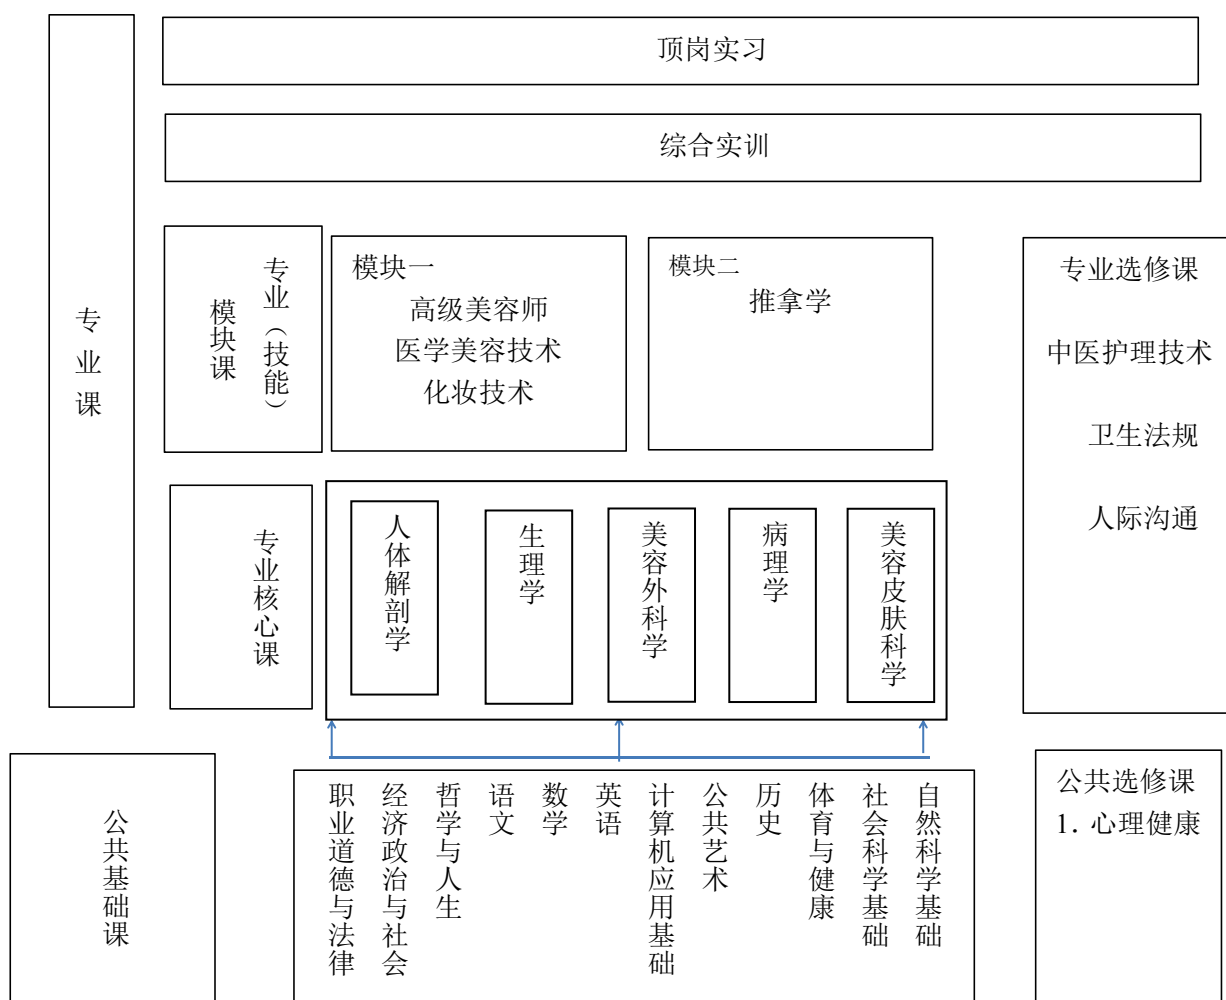 顶岗实习
综合实训
专业课
专业（技能）
模块课
模块一
高级美容师
医学美容技术
化妆技术
模块二
推拿学
专业选修课
中医护理技术
卫生法规
人际沟通
专业核心课
人体解剖学
生理学
美容外科学
病理学
美容皮肤科学
公共基础课
职业道德与法律
经济政治与社会
哲学与人生
语文
数学
英语
计算机应用基础
公共艺术
历史
体育与健康
社会科学基础
自然科学基础
公共选修课
1. 心理健康